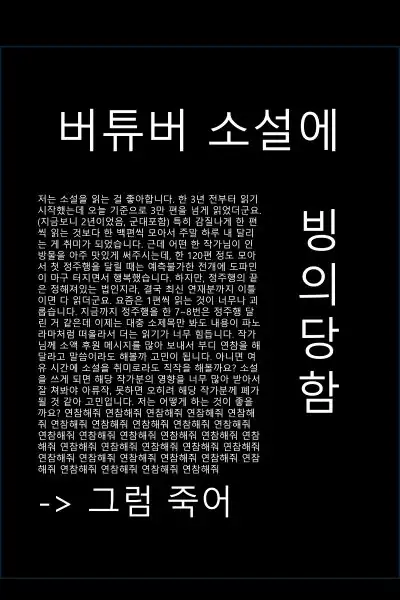 버튜버 소설에
빙의당함
저는 소설을 읽는 걸 좋아합니다. 한 3년 전부터 읽기
시작했는데 오늘 기준으로 3만 편을 넘게 읽었더군요.
(지금보니 2년이었음, 군대포함) 특히 감질나게 한 편
씩 읽는 것보다 한 백편씩 모아서 주말 하루 내 달리
는 게 취미가 되었습니다. 근데 어떤 한 작가님이 인
방물을 아주 맛있게 써주시는데, 한 120편 정도 모아
서 첫 정주행을 달릴 때는 예측불가한 전개에 도파민
이 마구 터지면서 행복했습니다. 하지만, 정주행의 끝
은 정해져있는 법인지라, 결국 최신 연재분까지 이틀
이면 다 읽더군요. 요즘은 1편씩 읽는 것이 너무나 괴
롭습니다. 지금까지 정주행을 한 7~8번은 정주행 달
린 거 같은데 이제는 대충 소제목만 봐도 내용이 파노
라마처럼 떠올라서 더는 읽기가 너무 힘듭니다. 작가
님께 소액 후원 메시지를 많아 보내서 부디 연참을 해
달라고 말씀이라도 해볼까 고민이 됩니다. 아니면 여
유 시간에 소설을 취미로라도 직작을 해볼까요? 소설
을 쓰게 되면 해당 작가분의 영향을 너무 많아 받아서
잘 쳐봐야 아류작, 못하면 오히려 해당 작가분께 폐가
될 것 같아 고민입니다. 저는 어떻게 하는 것이 좋을
까요? 연참해줘 연참해줘 연참해줘 연참해줘 연참해
줘 연참해줘 연참해줘 연참해줘 연참해줘 연참해줘
연참해줘 연참해줘 연참해줘 연참해줘 연참해줘 연참
해줘 연참해줘 연참해줘 연참해줘 연참해줘 연참해줘
연참해줘 연참해줘 연참해줘 연참해줘 연참해줘 연참
해줘 연참해줘 연참해줘 연참해줘 연참해줘
-> 그럼 죽어